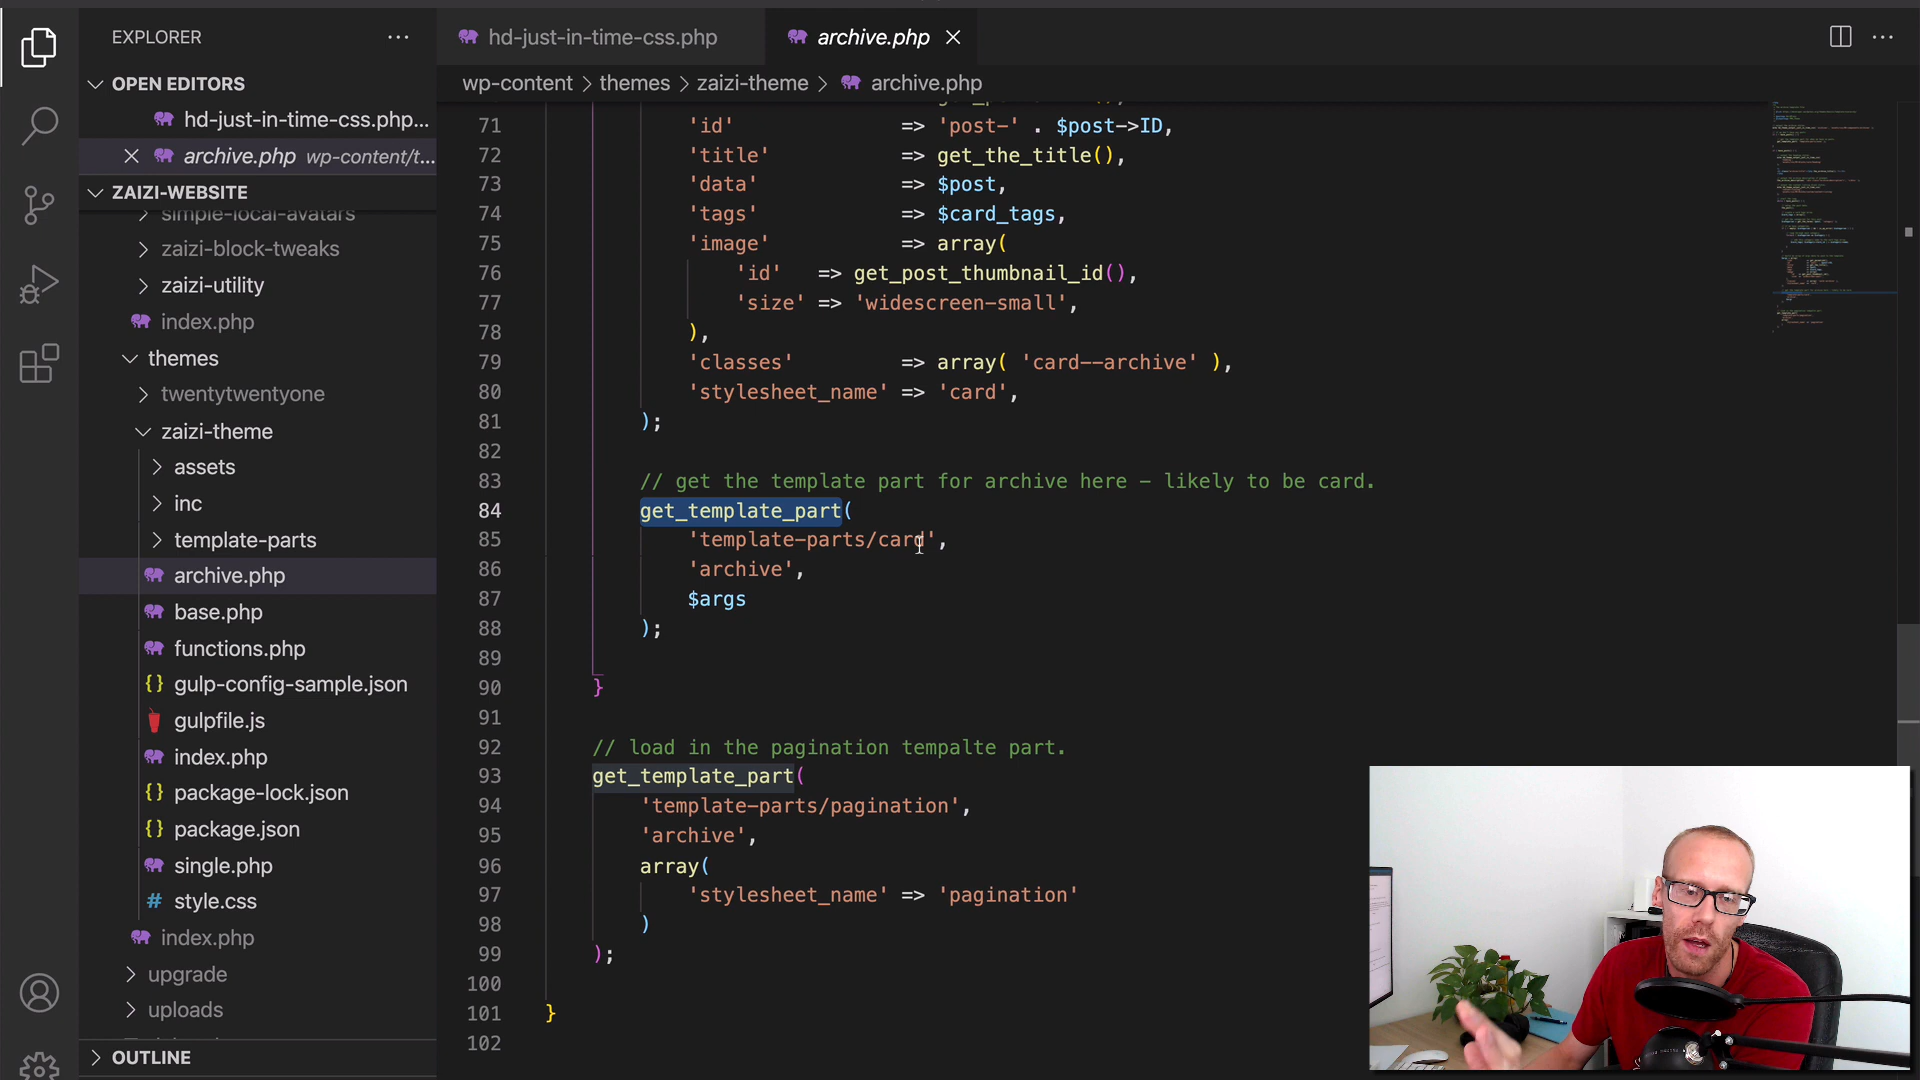 EXPLORER
hd-just-in-time-css.php
archive.php
OPEN EDITORS
hd-just-in-time-css.php...
archive.php wp-content/t...
ZAIZI-WEBSITE
simple-local-avatars
zaizi-block-tweaks
zaizi-utility
index.php
themes
twentytwentyone
zaizi-theme
assets
inc
template-parts
archive.php
base.php
functions.php
{} gulp-config-sample.json
gulpfile.js
index.php
{} package-lock.json
{} package.json
single.php
# style.css
index.php
upgrade
uploads
OUTLINE
wp-content > themes > zaizi-theme > archive.php
71 'id' => 'post-' . $post->ID,
72 'title' => get_the_title(),
73 'data' => $post,
74 'tags' => $card_tags,
75 'image' => array(
76 'id' => get_post_thumbnail_id(),
77 'size' => 'widescreen-small',
78 ),
79 'classes' => array( 'card--archive' ),
80 'stylesheet_name' => 'card',
81 );
82
83 // get the template part for archive here - likely to be card.
84 get_template_part(
85 'template-parts/card',
86 'archive',
87 $args
88 );
89
90 }
91
92 // load in the pagination tempalte part.
93 get_template_part(
94 'template-parts/pagination',
95 'archive',
96 array(
97 'stylesheet_name' => 'pagination'
98 )
99 );
100
101 }
102